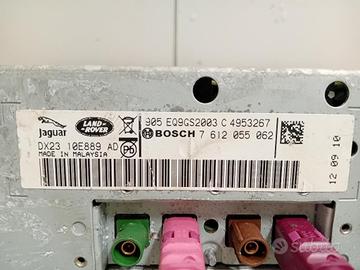 905 EQ9GS2003 C 4953267
JAGUAR
LAND-
ROVER
BOSCH 7 612 055 062
DX23 10E889 AD
MADE IN MALAYSIA
12 09 10
Subito